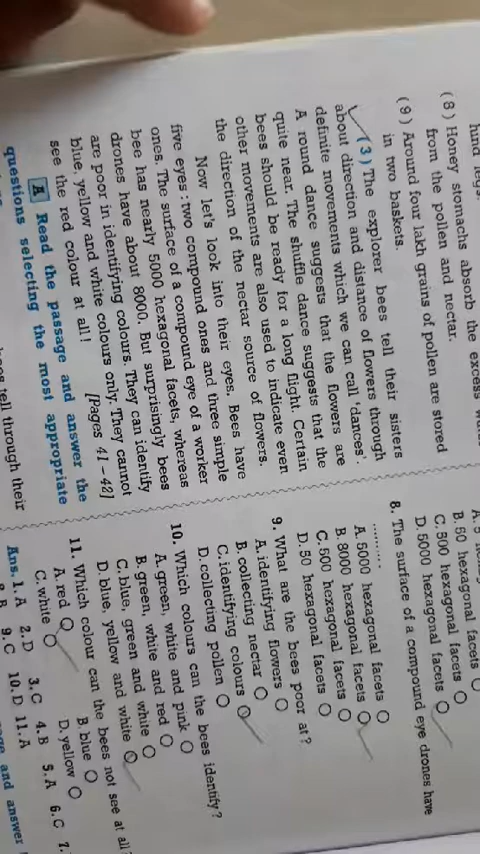 hind legs.
(8) Honey stomachs absorb the excess
from the pollen and nectar.
(9) Around four lakh grains of pollen are stored
in two baskets.
(3) The explorer bees tell their sisters
about direction and distance of flowers through
definite movements which we can call 'dances'.
A round dance suggests that the flowers are
quite near. The shuffle dance suggests that the
bees should be ready for a long flight. Certain
other movements are also used to indicate even
the direction of the nectar source of flowers.
Now let's look into their eyes. Bees have
five eyes : two compound ones and three simple
ones. The surface of a compound eye of a worker
bee has nearly 5000 hexagonal facets, whereas
drones have about 8000. But surprisingly bees
are poor in identifying colours. They can identify
blue, yellow and white colours only. They cannot
see the red colour at all! [Pages 41 – 42]
A Read the passage and answer the
questions selecting the most appropriate
tell through their
B. 50 hexagonal facets
C. 500 hexagonal facets
D. 5000 hexagonal facets
8. The surface of a compound eye drones have
............
A. 5000 hexagonal facets
B. 8000 hexagonal facets
C. 500 hexagonal facets
D. 50 hexagonal facets
9. What are the bees poor at?
A. identifying flowers
B. collecting nectar
C. identifying colours
D. collecting pollen
10. Which colours can the bees identify?
A. green, white and pink
B. green, white and red
C. blue, green and white
D. blue, yellow and white
11. Which colour can the bees not see at all
A. red B. blue
C. white D. yellow
Ans. 1. A 2. D 3. C 4. B 5. A 6. C 7.
8. B 9. C 10. D 11. A
and answer